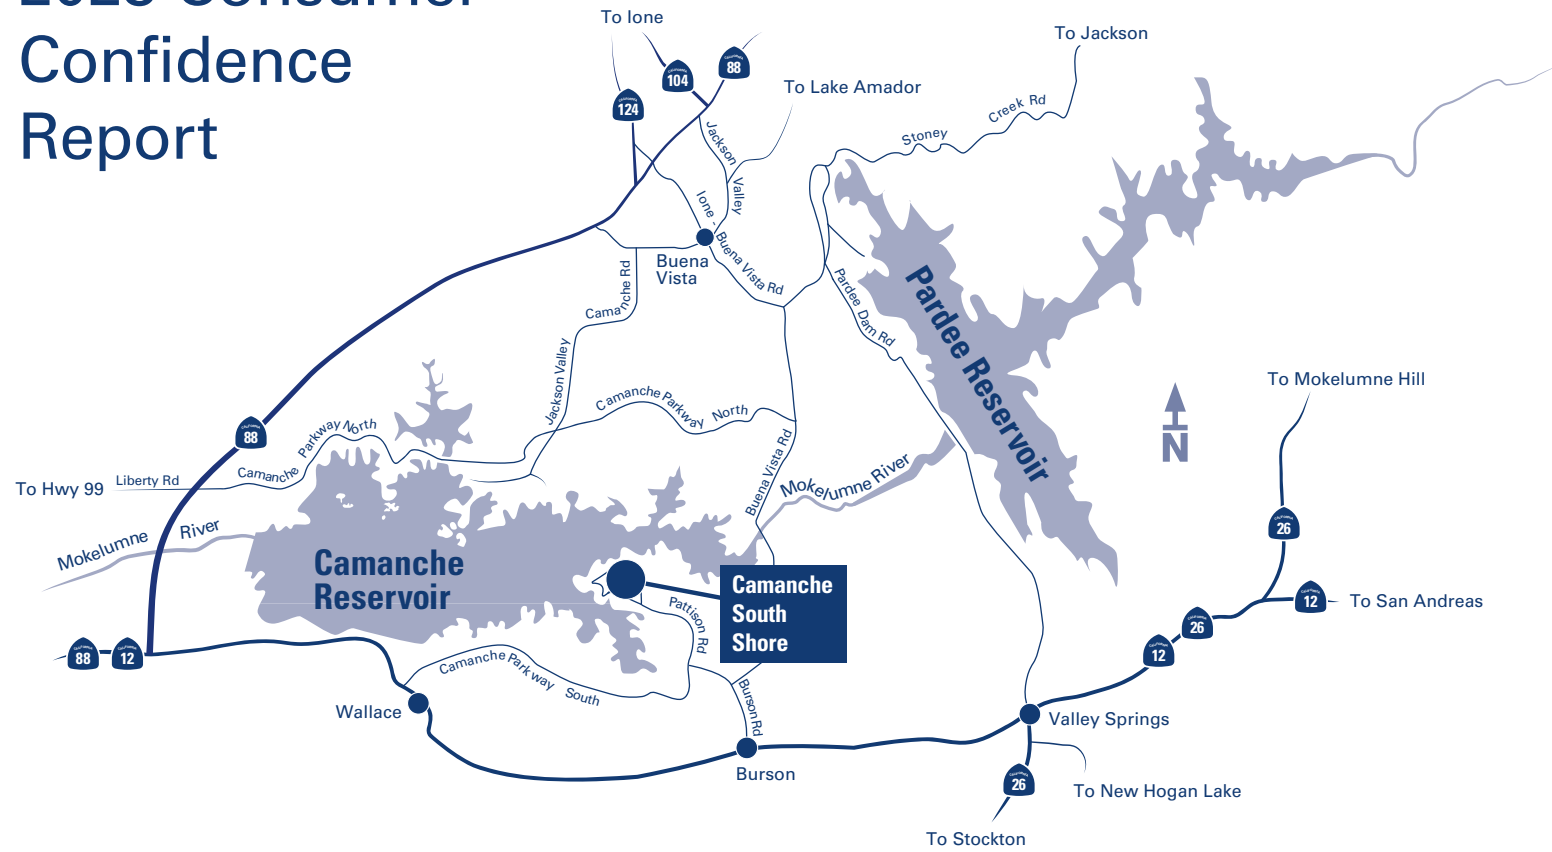 Confidence
Report
To Ione
To Jackson
104
88
124
To Lake Amador
Stoney
Creek Rd
Jackson
Valley
Ione -
Buena Vista Rd
Buena
Vista
Camanche Rd
Jackson Valley
Pardee Dam Rd
Pardee Reservoir
To Mokelumne Hill
N
88
Camanche Parkway North
Camanche Parkway North
Liberty Rd
To Hwy 99
Buena Vista Rd
Mokelumne River
Mokelumne River
26
Camanche
Reservoir
Camanche
South
Shore
Pattison Rd
12
To San Andreas
26
12
88
12
Camanche Parkway South
Burson Rd
Wallace
Valley Springs
Burson
26
To New Hogan Lake
To Stockton